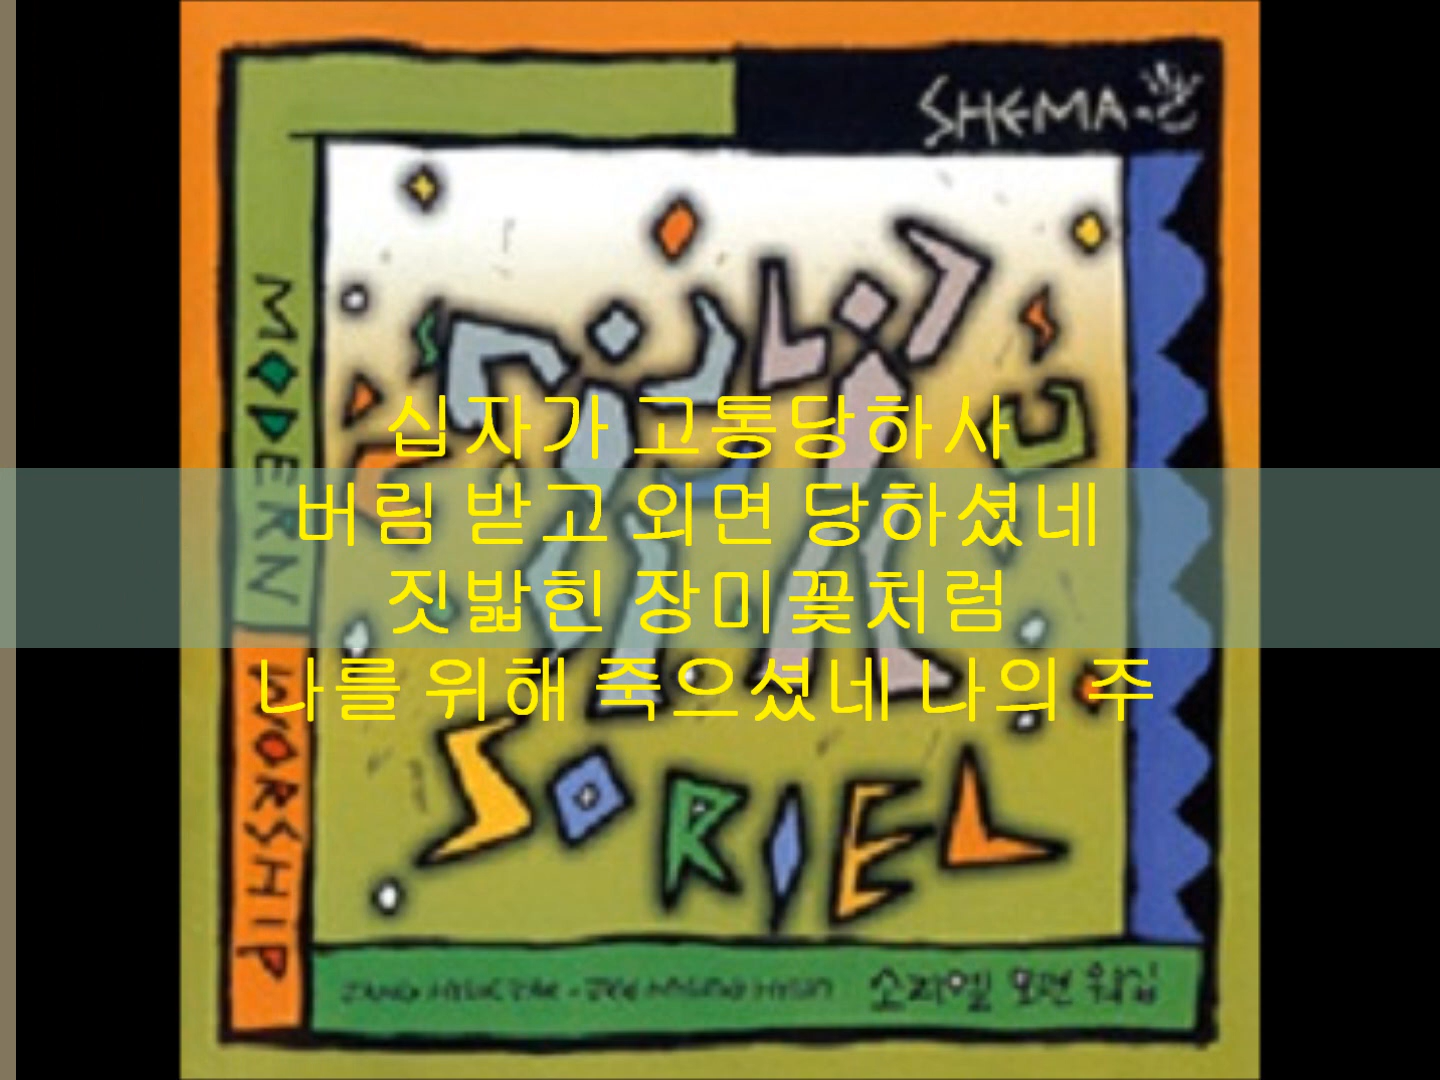 SHEMA
MODERN WORSHIP
십자가 고통당하사
버림 받고 외면 당하셨네
짓밟힌 장미꽃처럼
나를 위해 죽으셨네 나의 주
SORIEL
소리엘 모던 워십